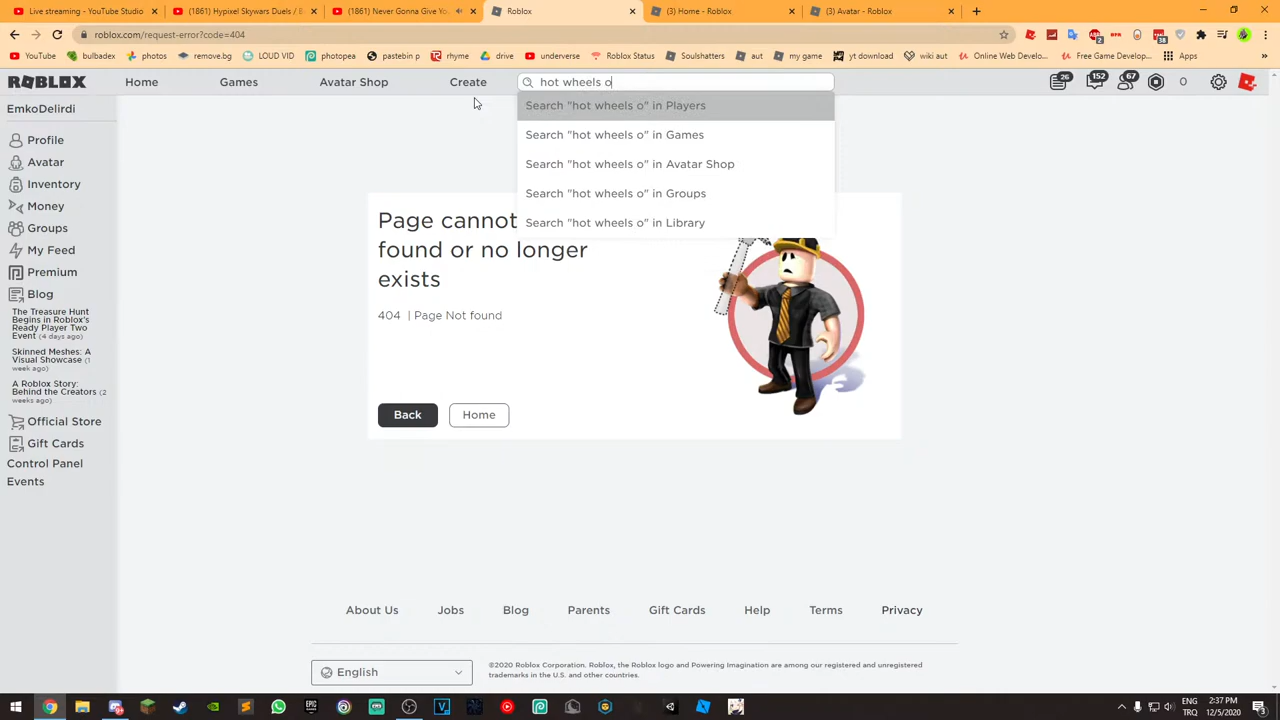 (1861) Hypixel Skywars Duels / B
(1861) Never Gonna Give Yo
Roblox
(3) Home - Roblox
(3) Avatar - Roblox
roblox.com/request-error?code=404
YouTube
bulbadex
photos
remove.bg
LOUD VID
photopea
pastebin p
rhyme
drive
underverse
Roblox Status
Soulshatters
aut
my game
yt download
wiki aut
Online Web Develo...
Free Game Develo...
Apps
ROBLOX
Home
Games
Avatar Shop
Create
hot wheels o
26
152
67
0
EmkoDelirdi
Search "hot wheels o" in Players
Search "hot wheels o" in Games
Search "hot wheels o" in Avatar Shop
Search "hot wheels o" in Groups
Search "hot wheels o" in Library
Profile
Avatar
Inventory
Money
Groups
My Feed
Premium
Blog
The Treasure Hunt
Begins in Roblox's
Ready Player Two
Event (4 days ago)
Skinned Meshes: A
Visual Showcase (1
week ago)
A Roblox Story:
Behind the Creators (2
weeks ago)
Official Store
Gift Cards
Control Panel
Events
Page cannot
found or no longer
exists
404 | Page Not found
Back
Home
About Us
Jobs
Blog
Parents
Gift Cards
Help
Terms
Privacy
English
©2020 Roblox Corporation. Roblox, the Roblox logo and Powering Imagination are among our registered and unregistered
trademarks in the U.S. and other countries.
ENG
TRQ
2:37 PM
12/5/2020